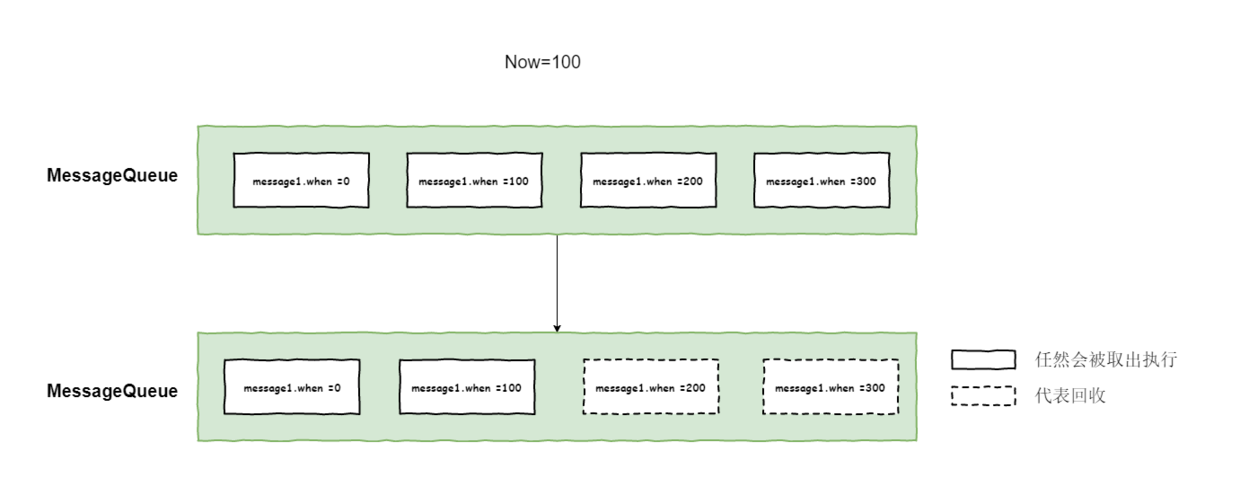 Now=100
MessageQueue
message1.when =0
message1.when =100
message1.when =200
message1.when =300
MessageQueue
message1.when =0
message1.when =100
message1.when =200
message1.when =300
任然会被取出执行
代表回收